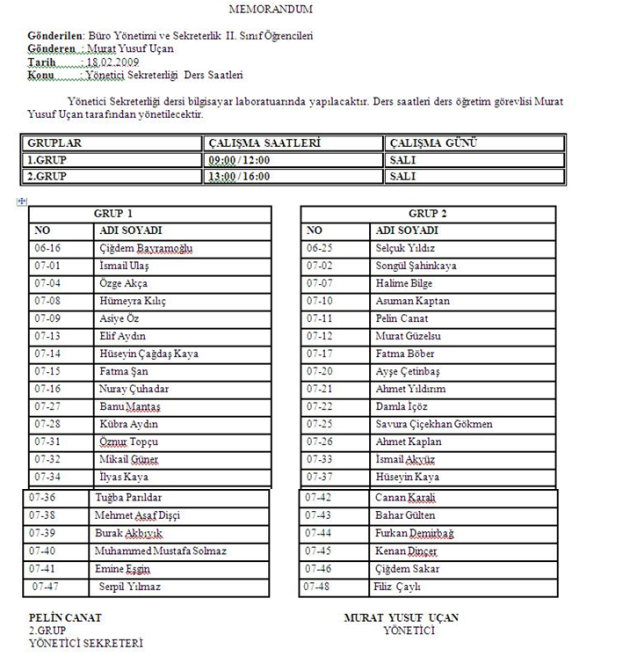 MEMORANDUM
Gönderilen: Büro Yönetimi ve Sekreterlik II. Sınıf Öğrencileri
Gönderen : Murat Yusuf Uçan
Tarih : 18.02.2009
Konu : Yönetici Sekreterliği Ders Saatleri
Yönetici Sekreterliği dersi bilgisayar laboratuarında yapılacaktır. Ders saatleri ders öğretim görevlisi Murat
Yusuf Uçan tarafından yönetilecektir.
GRUPLAR ÇALIŞMA SAATLERİ ÇALIŞMA GÜNÜ
1.GRUP 09:00 / 12:00 SALI
2.GRUP 13:00 / 16:00 SALI
GRUP 1 GRUP 2
NO ADI SOYADI NO ADI SOYADI
06-16 Çiğdem Bayramoğlu 06-25 Selçuk Yıldız
07-01 İsmail Ulaş 07-02 Songül Şahinkaya
07-04 Özge Akça 07-07 Halime Bilge
07-08 Hümeyra Kılıç 07-10 Asuman Kaptan
07-09 Asiye Öz 07-11 Pelin Canat
07-13 Elif Aydın 07-12 Murat Güzelsu
07-14 Hüseyin Çağdaş Kaya 07-17 Fatma Böber
07-15 Fatma Şan 07-20 Ayşe Çetinbaş
07-16 Nuray Çuhadar 07-21 Ahmet Yıldırım
07-27 Banu Mantaş 07-22 Damla İçöz
07-28 Kübra Aydın 07-25 Savura Çiçekhan Gökmen
07-31 Öznur Topçu 07-26 Ahmet Kaplan
07-32 Mikail Güner 07-33 İsmail Akyüz
07-34 İlyas Kaya 07-37 Hüseyin Kaya
07-36 Tuğba Parıldar 07-42 Canan Karali
07-38 Mehmet Asaf Dişçi 07-43 Bahar Gülten
07-39 Burak Akbıyık 07-44 Furkan Demirbağ
07-40 Muhammed Mustafa Solmaz 07-45 Kenan Dinçer
07-41 Emine Eşgin 07-46 Çiğdem Sakar
07-47 Serpil Yılmaz 07-48 Filiz Çaylı
PELİN CANAT MURAT YUSUF UÇAN
2.GRUP YÖNETİCİ
YÖNETİCİ SEKRETERİ